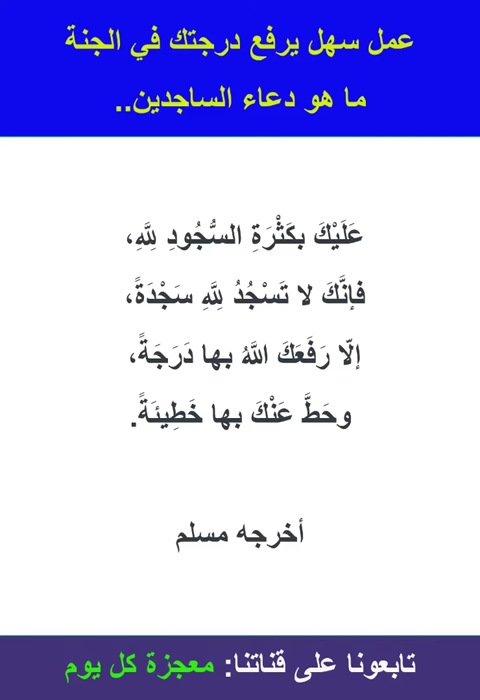 عمل سهل يرفع درجتك في الجنة
ما هو دعاء الساجدين..
عَلَيْكَ بكَثْرَةِ السُّجُودِ لِلَّهِ،
فإنَّكَ لا تَسْجُدُ لِلَّهِ سَجْدَةً،
إلّا رَفَعَكَ اللَّهُ بها دَرَجَةً،
وحَطَّ عَنْكَ بها خَطِيئَةً.
أخرجه مسلم
تابعونا على قناتنا: معجزة كل يوم